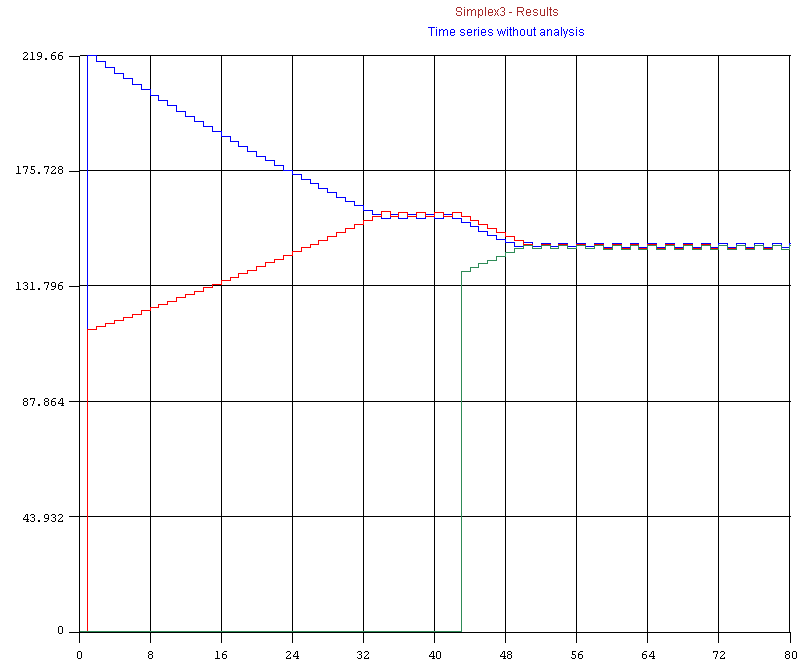 Simplex3 - Results
Time series without analysis
219.66
175.728
131.796
87.864
43.932
0
0 8 16 24 32 40 48 56 64 72 80